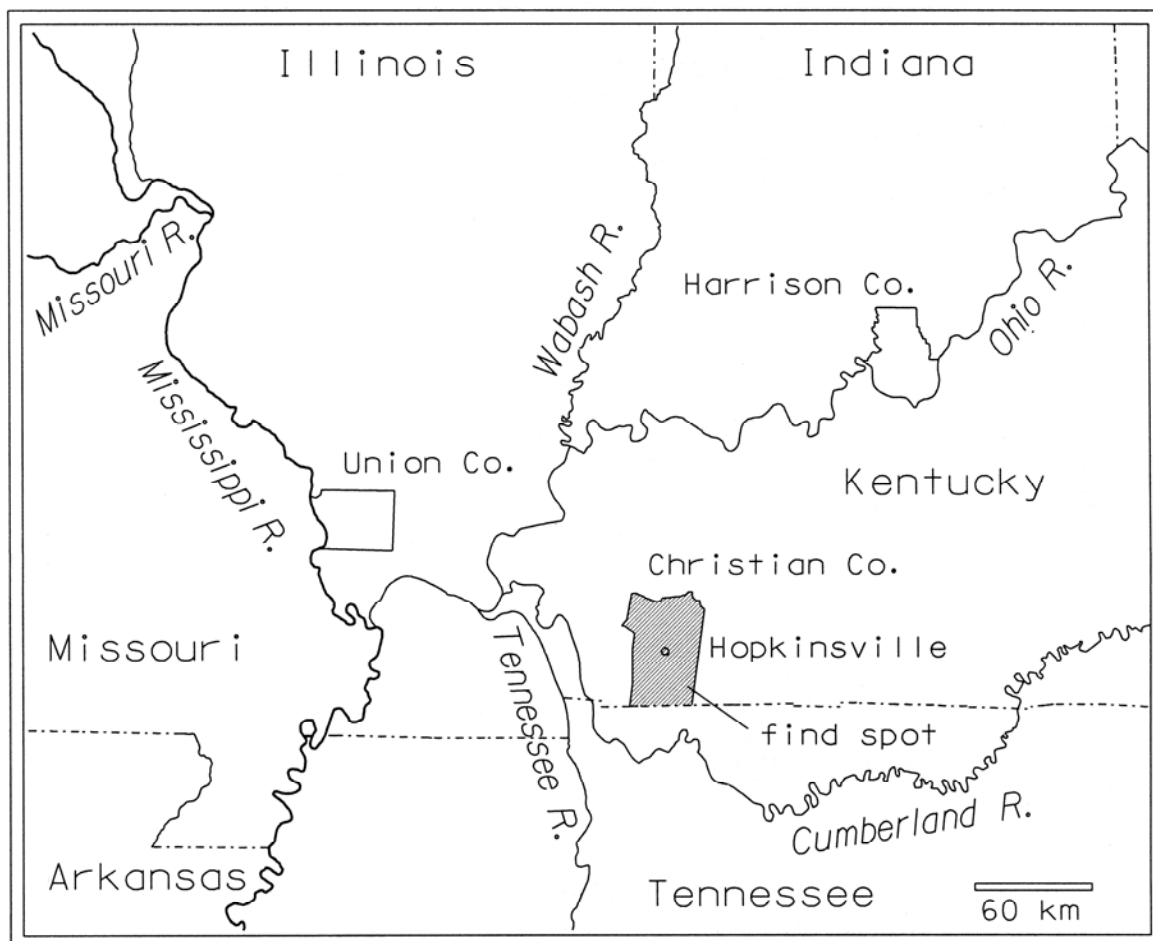 Illinois
Indiana
Missouri R.
Wabash R.
Harrison Co.
Ohio R.
Mississippi R.
Union Co.
Kentucky
Christian Co.
Missouri
Tennessee R.
Hopkinsville
find spot
Cumberland R.
Arkansas
Tennessee
60 km